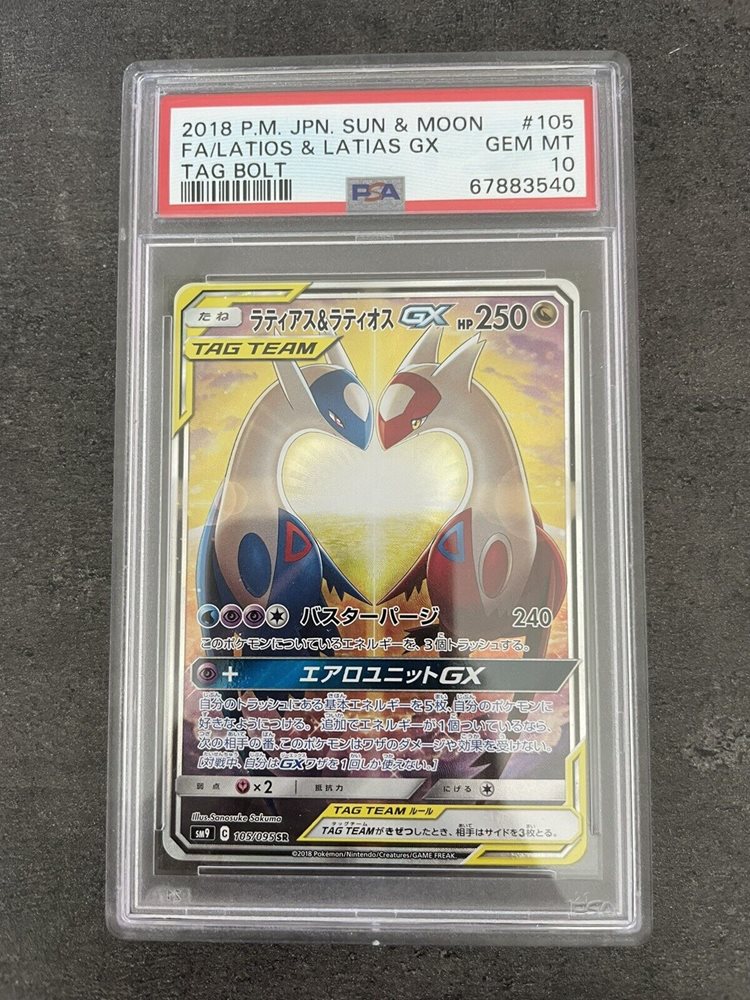 2018 P.M. JPN. SUN & MOON #105
FA/LATIOS & LATIAS GX GEM MT
TAG BOLT 10
PSA 67883540
たね ラティアス&ラティオスGX HP250
TAG TEAM
バスターパージ 240
このポケモンについているエネルギーを、3個トラッシュする。
+ エアロユニットGX
自分のトラッシュにある基本エネルギーを5枚、自分のポケモンに
好きなようにつける。追加でエネルギーが1個ついているなら、
次の相手の番、このポケモンはワザのダメージや効果を受けない。
[対戦中、自分はGXワザを1回しか使えない。]
弱点 ×2 抵抗力 にげる
TAG TEAM ルール
TAG TEAMがきぜつしたとき、相手はサイドを3枚とる。
Illus. Sanosuke Sakuma
SM9 C 105/095 SR
©2018 Pokémon/Nintendo/Creatures/GAME FREAK.
PSA